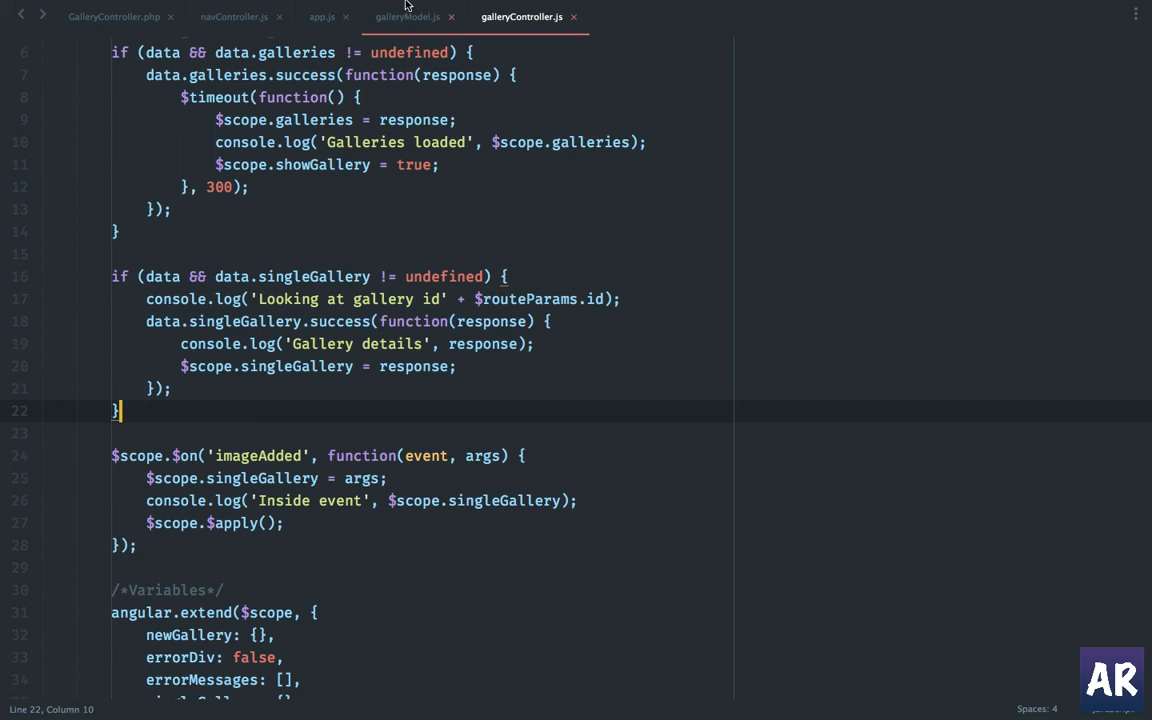 GalleryController.php × navController.js × app.js × galleryModel.js × galleryController.js ×
6 if (data && data.galleries != undefined) {
7 data.galleries.success(function(response) {
8 $timeout(function() {
9 $scope.galleries = response;
10 console.log('Galleries loaded', $scope.galleries);
11 $scope.showGallery = true;
12 }, 300);
13 });
14 }
15
16 if (data && data.singleGallery != undefined) {
17 console.log('Looking at gallery id' + $routeParams.id);
18 data.singleGallery.success(function(response) {
19 console.log('Gallery details', response);
20 $scope.singleGallery = response;
21 });
22 }
23
24 $scope.$on('imageAdded', function(event, args) {
25 $scope.singleGallery = args;
26 console.log('Inside event', $scope.singleGallery);
27 $scope.$apply();
28 });
29
30 /*Variables*/
31 angular.extend($scope, {
32 newGallery: {},
33 errorDiv: false,
34 errorMessages: [],
AR
Line 22, Column 10 Spaces: 4